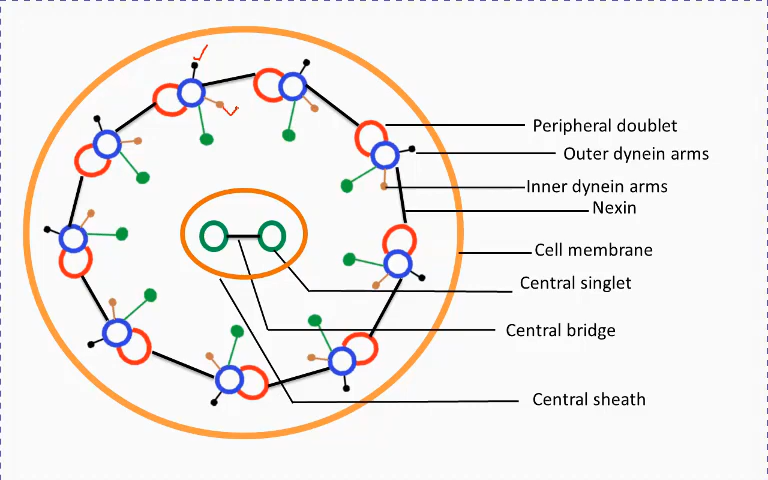 Peripheral doublet
Outer dynein arms
Inner dynein arms
Nexin
Cell membrane
Central singlet
Central bridge
Central sheath